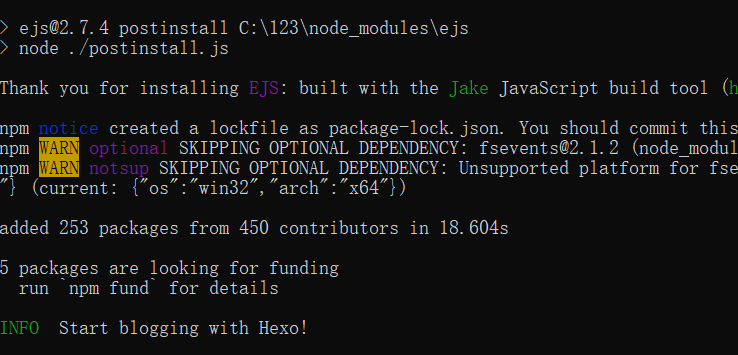 > ejs@2.7.4 postinstall C:\123\node_modules\ejs
> node ./postinstall.js
Thank you for installing EJS: built with the Jake JavaScript build tool (h
npm notice created a lockfile as package-lock.json. You should commit this
npm WARN optional SKIPPING OPTIONAL DEPENDENCY: fsevents@2.1.2 (node_modul
npm WARN notsup SKIPPING OPTIONAL DEPENDENCY: Unsupported platform for fse
"} (current: {"os":"win32","arch":"x64"})
added 253 packages from 450 contributors in 18.604s
5 packages are looking for funding
run `npm fund` for details
INFO  Start blogging with Hexo!